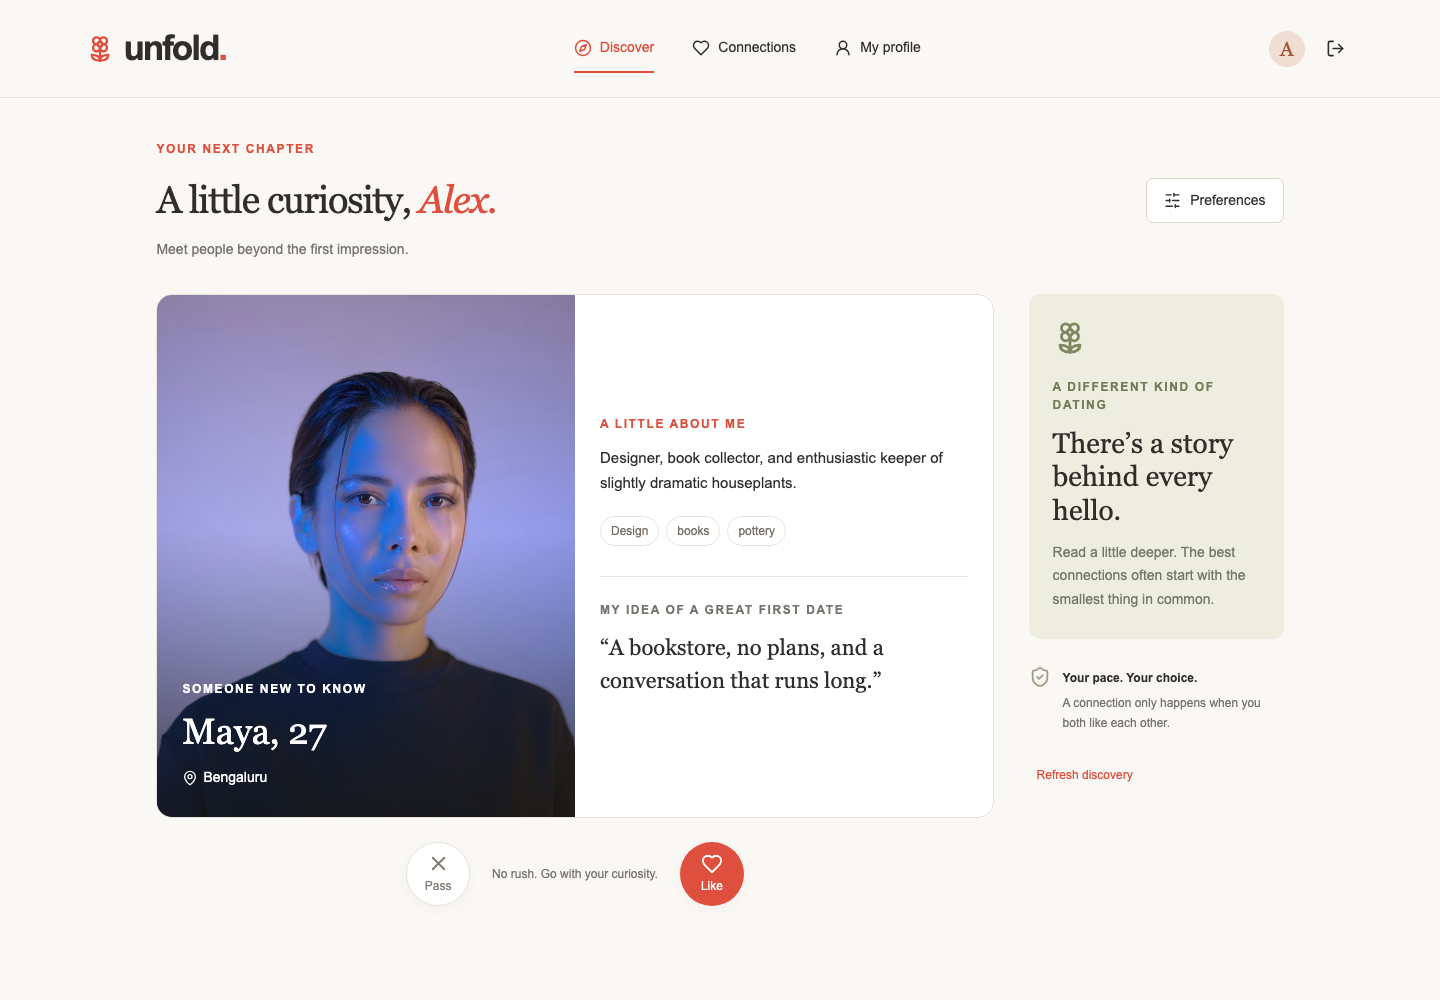 unfold.
Discover
Connections
My profile
A
YOUR NEXT CHAPTER
A little curiosity, Alex.
Meet people beyond the first impression.
Preferences
SOMEONE NEW TO KNOW
Maya, 27
Bengaluru
A LITTLE ABOUT ME
Designer, book collector, and enthusiastic keeper of
slightly dramatic houseplants.
Design
books
pottery
MY IDEA OF A GREAT FIRST DATE
“A bookstore, no plans, and a
conversation that runs long.”
A DIFFERENT KIND OF
DATING
There’s a story
behind every
hello.
Read a little deeper. The best
connections often start with the
smallest thing in common.
Your pace. Your choice.
A connection only happens when you
both like each other.
Refresh discovery
Pass
No rush. Go with your curiosity.
Like